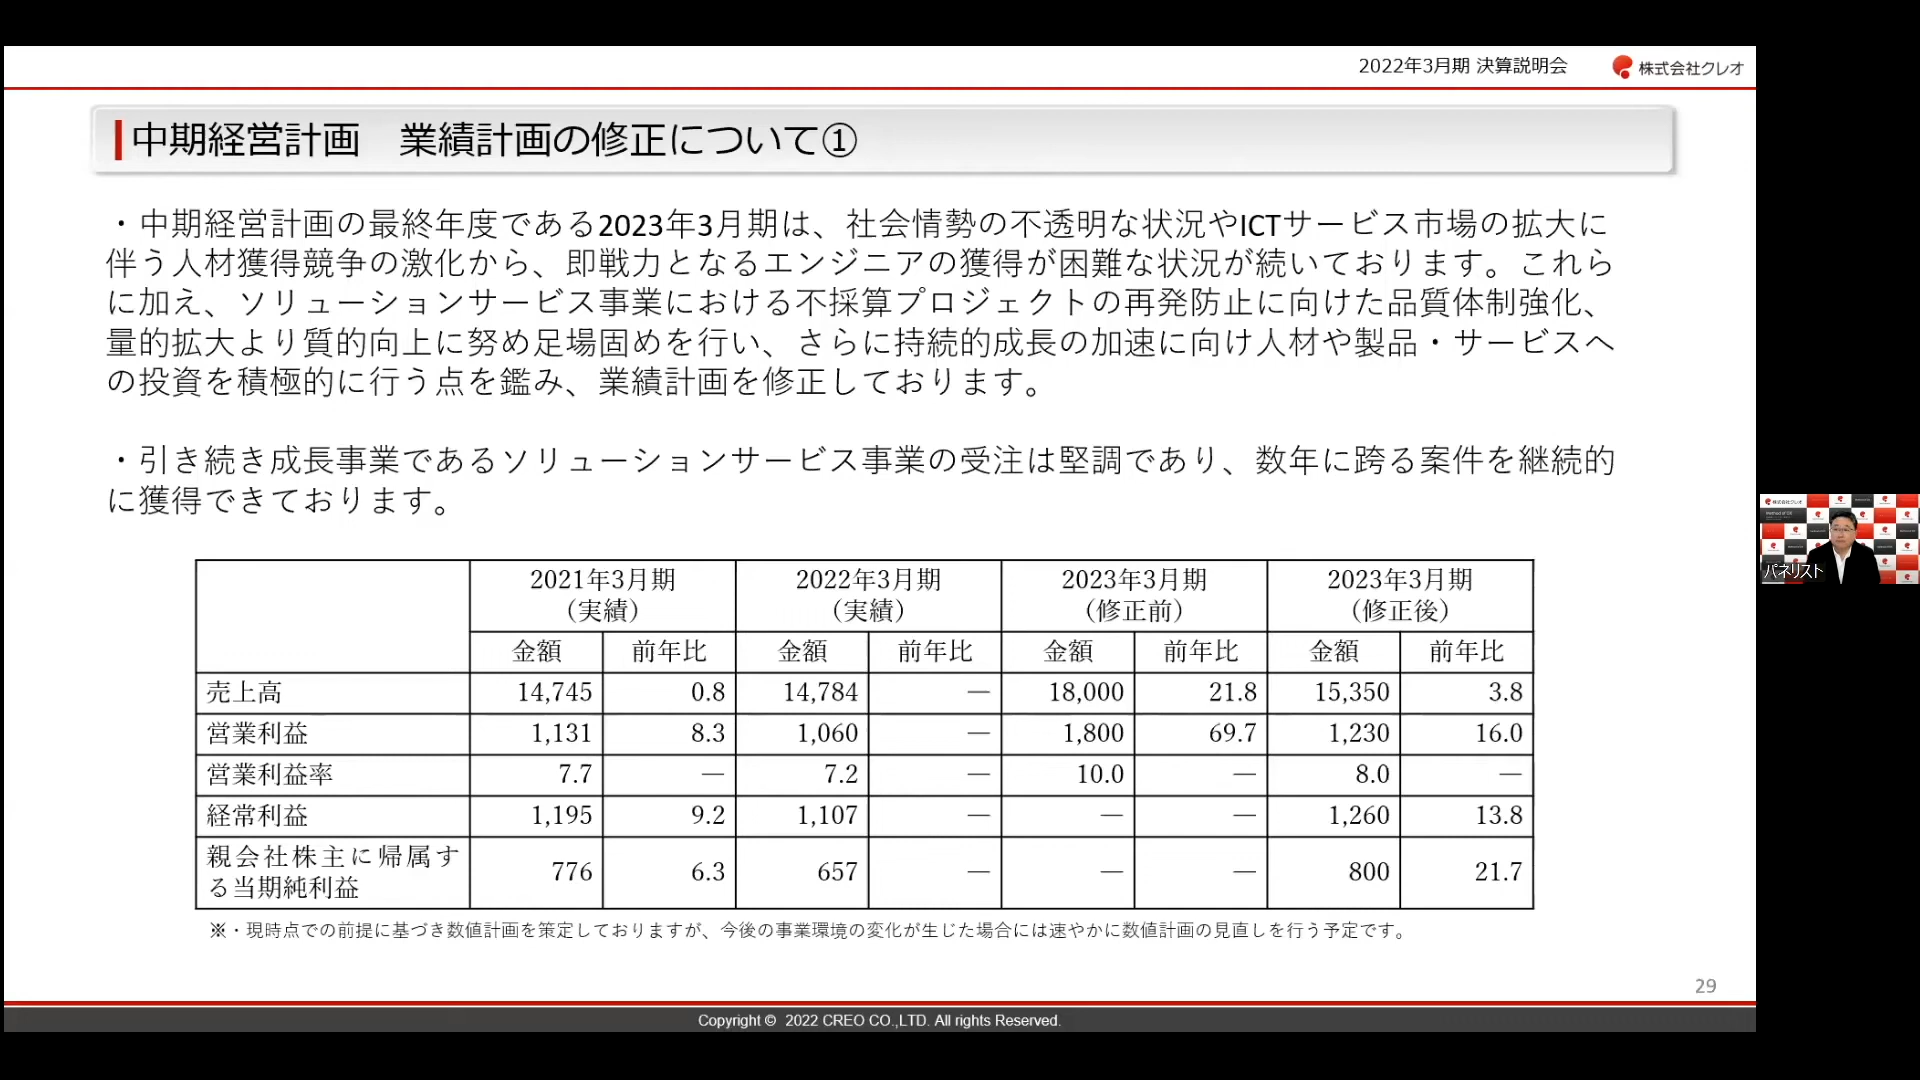 2022年3月期 決算説明会
株式会社クレオ
中期経営計画　業績計画の修正について①
・中期経営計画の最終年度である2023年3月期は、社会情勢の不透明な状況やICTサービス市場の拡大に
伴う人材獲得競争の激化から、即戦力となるエンジニアの獲得が困難な状況が続いております。これら
に加え、ソリューションサービス事業における不採算プロジェクトの再発防止に向けた品質体制強化、
量的拡大より質的向上に努め足場固めを行い、さらに持続的成長の加速に向け人材や製品・サービスへ
の投資を積極的に行う点を鑑み、業績計画を修正しております。
・引き続き成長事業であるソリューションサービス事業の受注は堅調であり、数年に跨る案件を継続的
に獲得できております。
2021年3月期 2022年3月期 2023年3月期 2023年3月期
（実績） （実績） （修正前） （修正後）
金額 前年比 金額 前年比 金額 前年比 金額 前年比
売上高 14,745 0.8 14,784 ― 18,000 21.8 15,350 3.8
営業利益 1,131 8.3 1,060 ― 1,800 69.7 1,230 16.0
営業利益率 7.7 ― 7.2 ― 10.0 ― 8.0 ―
経常利益 1,195 9.2 1,107 ― ― ― 1,260 13.8
親会社株主に帰属す
る当期純利益 776 6.3 657 ― ― ― 800 21.7
※・現時点での前提に基づき数値計画を策定しておりますが、今後の事業環境の変化が生じた場合には速やかに数値計画の見直しを行う予定です。
29
Copyright © 2022 CREO CO.,LTD. All rights Reserved.
株式会社クレオ
パネリスト